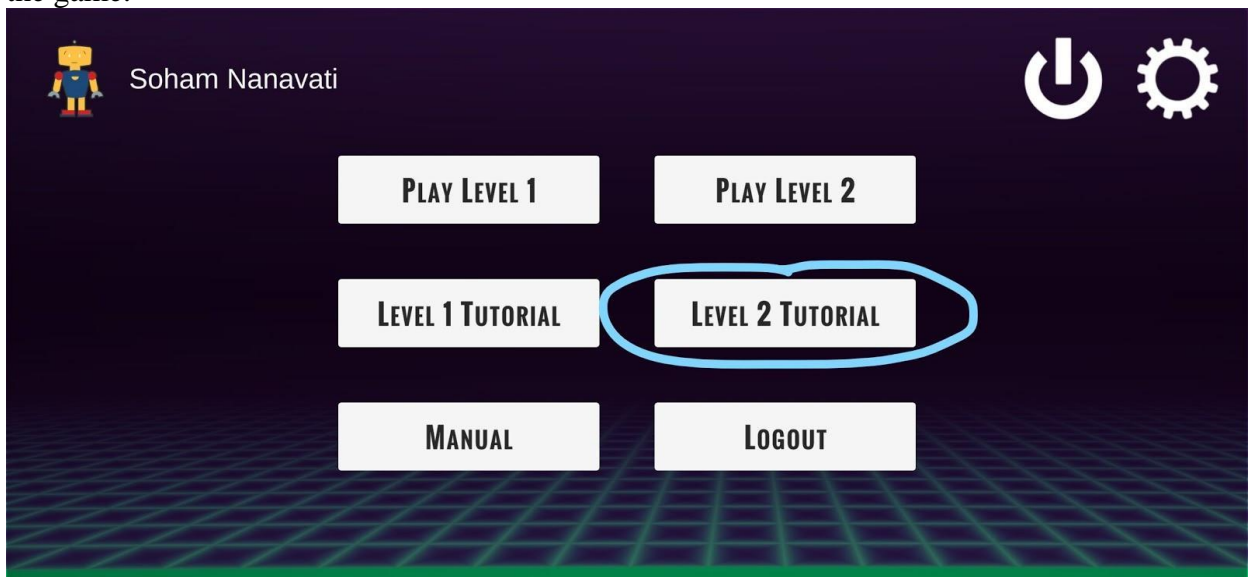 the game.
Soham Nanavati
PLAY LEVEL 1
PLAY LEVEL 2
LEVEL 1 TUTORIAL
LEVEL 2 TUTORIAL
MANUAL
LOGOUT